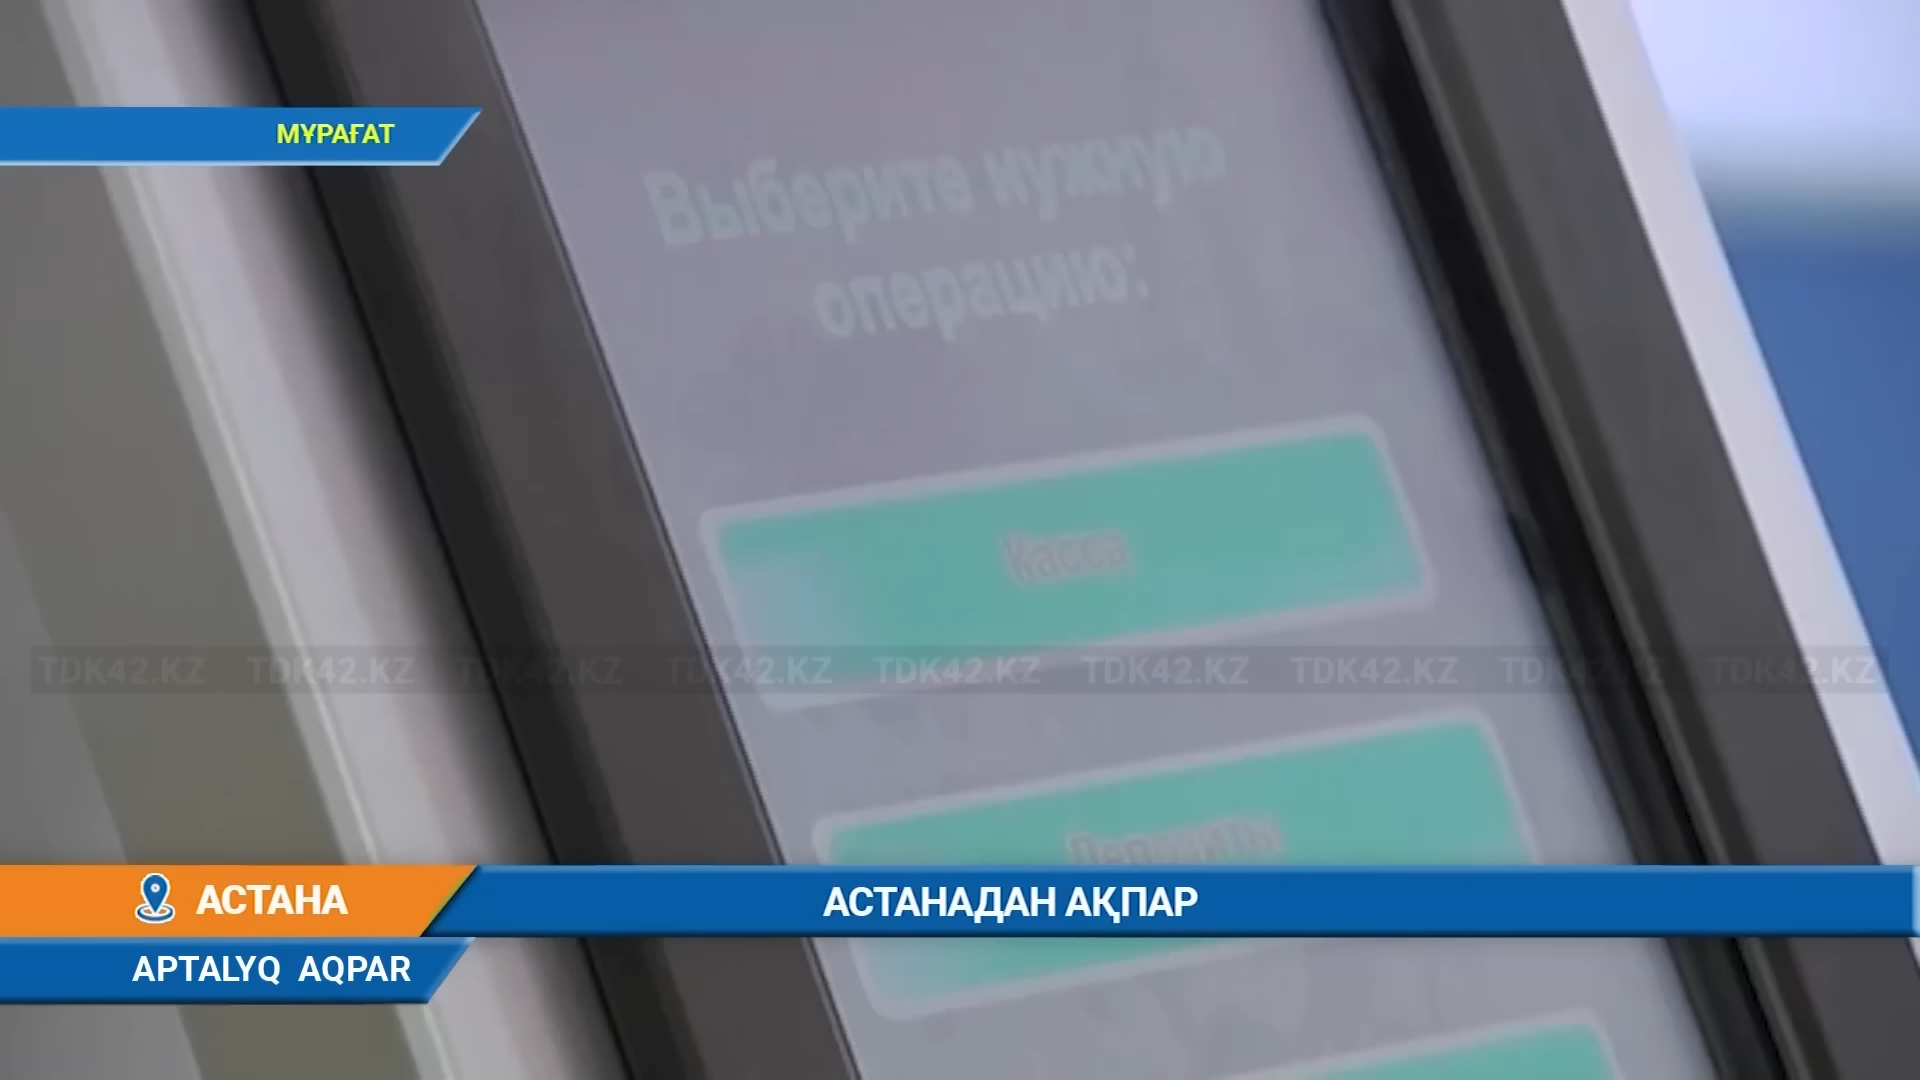 МҰРАҒАТ
Выберите нужную
операцию:
Касса
TDK42.KZ TDK42.KZ TDK42.KZ TDK42.KZ TDK42.KZ TDK42.KZ TDK42.KZ TDK42.KZ TDK42.KZ
Депозиты
АСТАНА
АСТАНАДАН АҚПАР
APTALYQ AQPAR